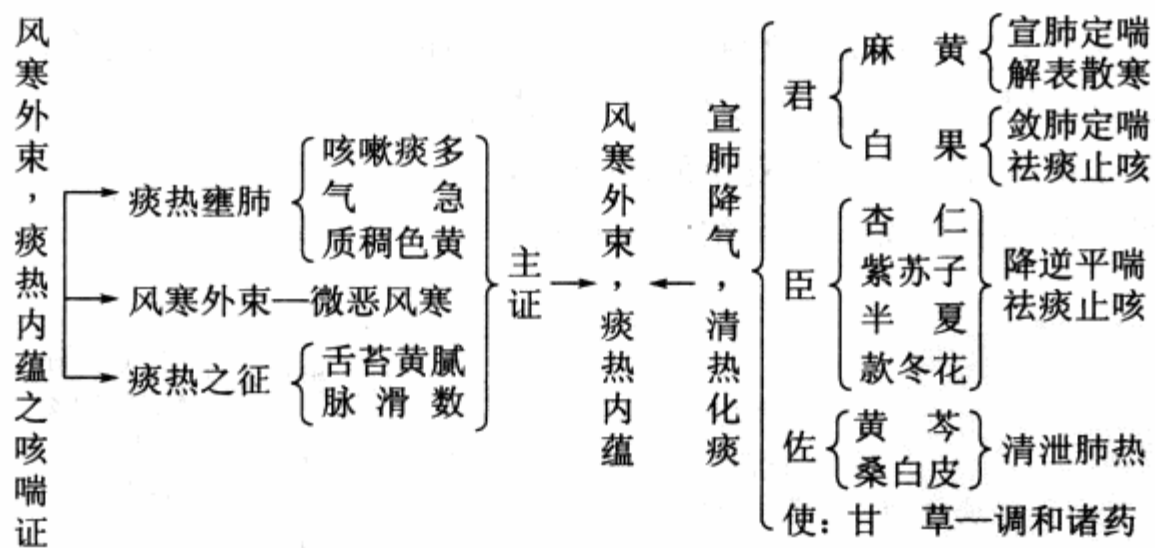 风寒外束，痰热内蕴之咳喘证
痰热壅肺
咳嗽痰多
气急
质稠色黄
风寒外束—微恶风寒
痰热之征
舌苔黄腻
脉滑数
主证
风寒外束，痰热内蕴
宣肺降气，清热化痰
君
麻黄
宣肺定喘
解表散寒
白果
敛肺定喘
祛痰止咳
臣
杏仁
紫苏子
半夏
款冬花
降逆平喘
祛痰止咳
佐
黄芩
桑白皮
清泄肺热
使：甘草—调和诸药